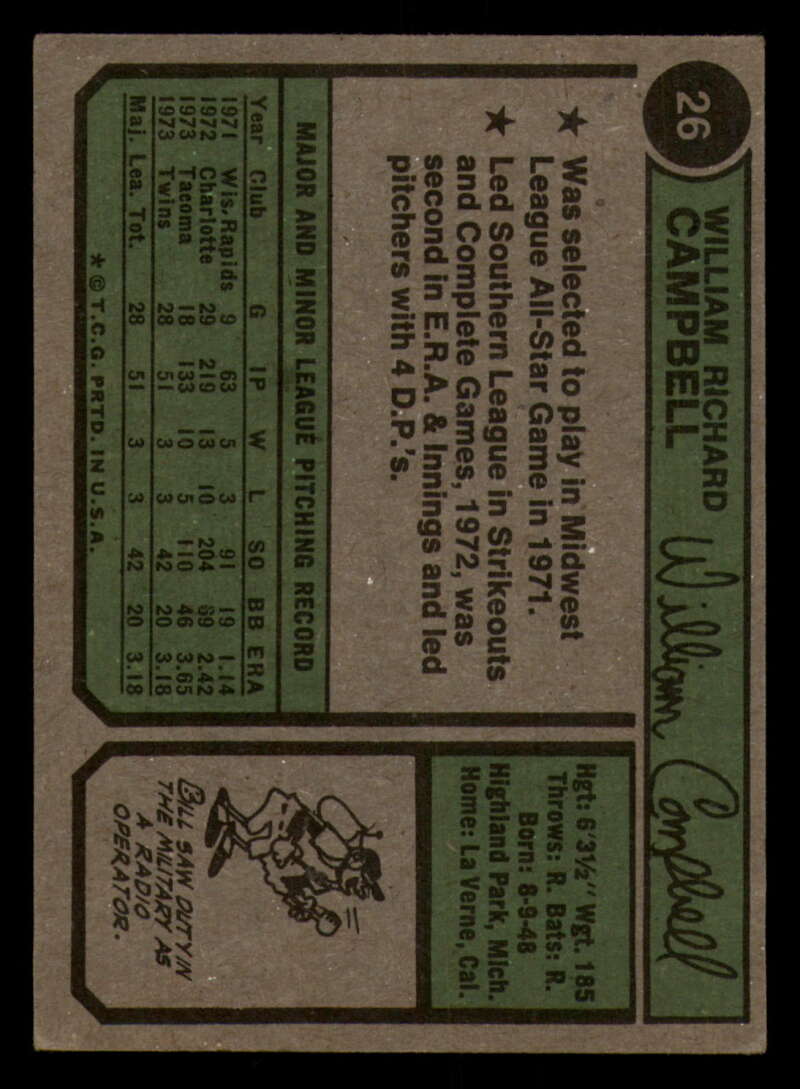 26
WILLIAM RICHARD
CAMPBELL
William Campbell
★ Was selected to play in Midwest
League All-Star Game in 1971.
★ Led Southern League in Strikeouts
and Complete Games, 1972, was
second in E.R.A. & Innings and led
pitchers with 4 D.P.'s.
Hgt: 6'3½" Wgt. 185
Throws: R. Bats: R.
Born: 8-9-48
Highland Park, Mich.
Home: La Verne, Cal.
MAJOR AND MINOR LEAGUE PITCHING RECORD
Year Club G IP W L SO BB ERA
1971 Wis. Rapids 9 63 5 3 91 19 1.14
1972 Charlotte 29 219 13 10 204 69 2.42
1973 Tacoma 18 133 10 5 110 46 3.65
1973 Twins 28 51 3 3 42 20 3.18
Maj. Lea. Tot. 28 51 3 3 42 20 3.18
* © T.C.G. PRTD. IN U.S.A.
BILL SAW DUTY IN
THE MILITARY AS
A RADIO
OPERATOR.